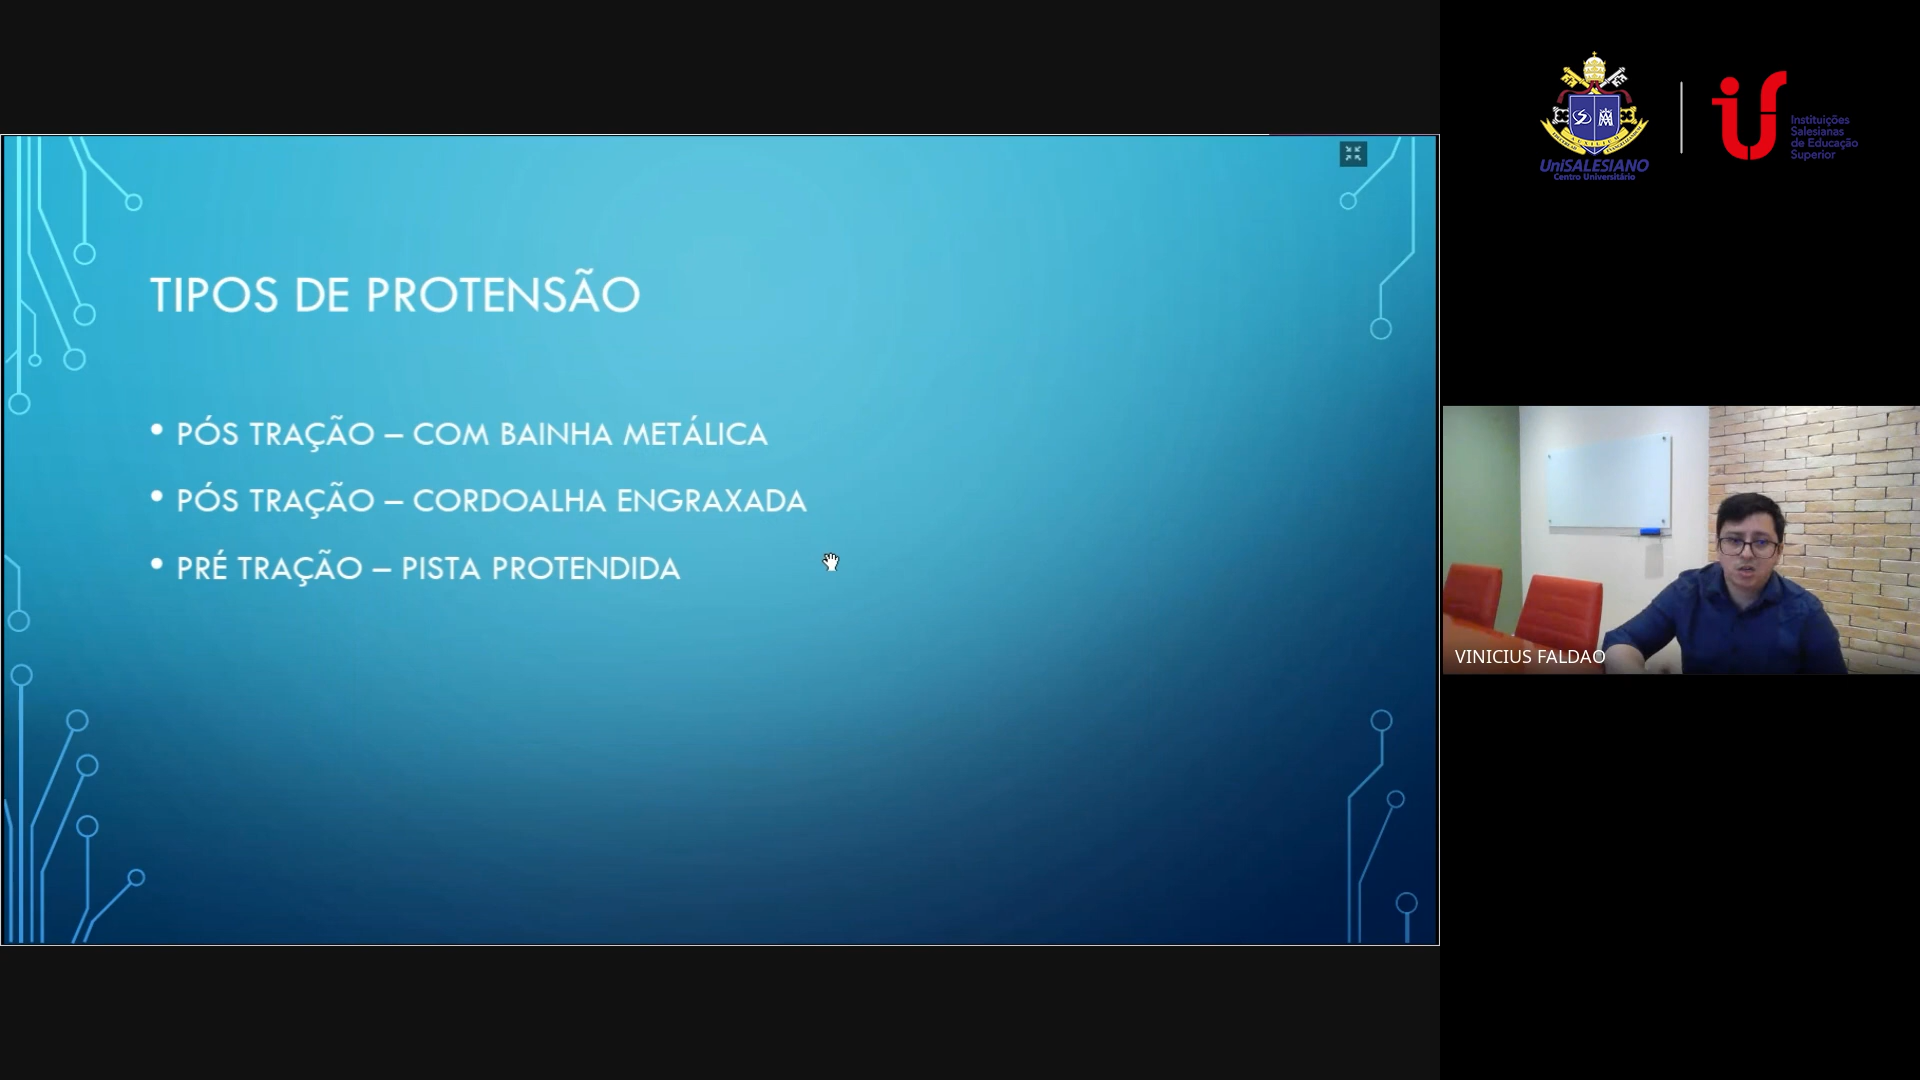 TIPOS DE PROTENSÃO
• PÓS TRAÇÃO – COM BAINHA METÁLICA
• PÓS TRAÇÃO – CORDOALHA ENGRAXADA
• PRÉ TRAÇÃO – PISTA PROTENDIDA
UniSALESIANO
Centro Universitário
Instituições
Salesianas
de Educação
Superior
VINICIUS FALDAO